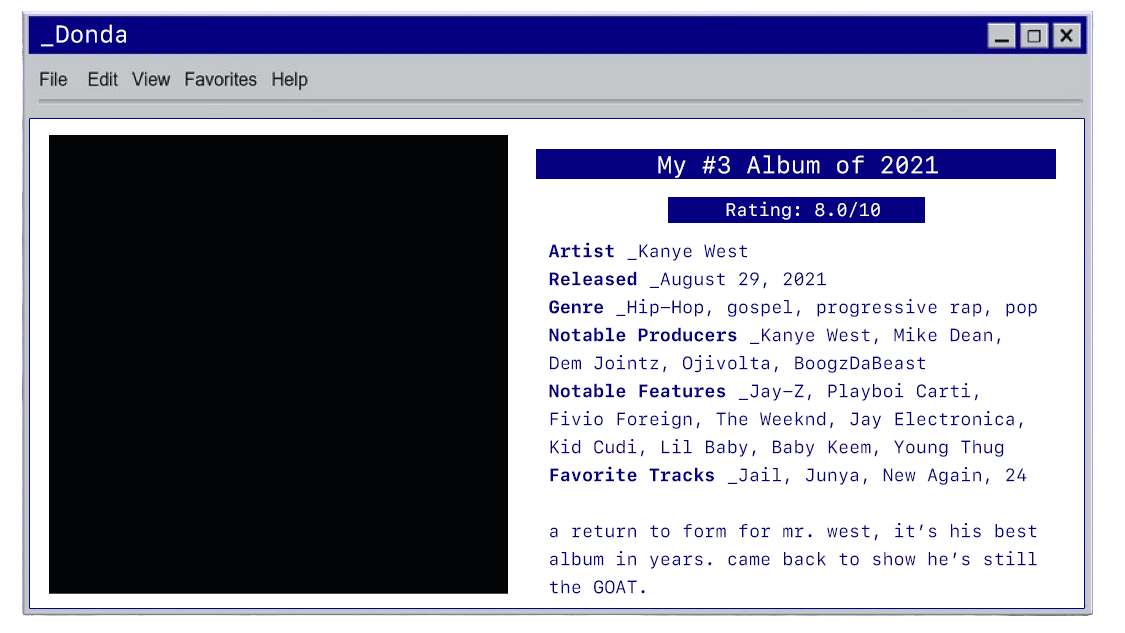 _Donda
File Edit View Favorites Help
My #3 Album of 2021
Rating: 8.0/10
Artist _Kanye West
Released _August 29, 2021
Genre _Hip-Hop, gospel, progressive rap, pop
Notable Producers _Kanye West, Mike Dean,
Dem Jointz, Ojivolta, BoogzDaBeast
Notable Features _Jay-Z, Playboi Carti,
Fivio Foreign, The Weeknd, Jay Electronica,
Kid Cudi, Lil Baby, Baby Keem, Young Thug
Favorite Tracks _Jail, Junya, New Again, 24
a return to form for mr. west, it's his best
album in years. came back to show he's still
the GOAT.